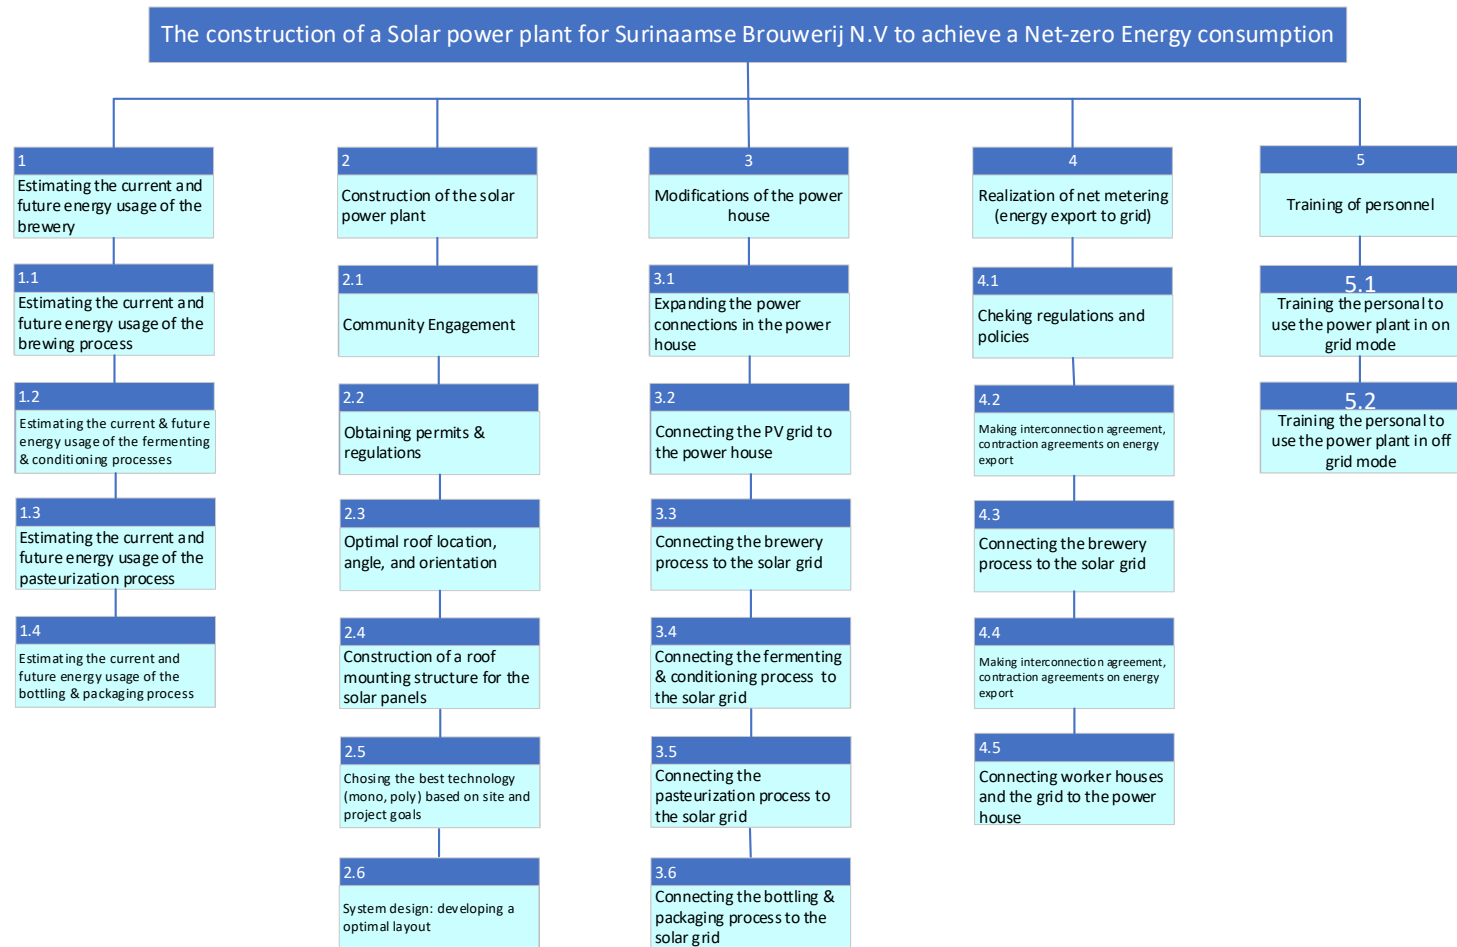 The construction of a Solar power plant for Surinaamse Brouwerij N.V to achieve a Net-zero Energy consumption
1
Estimating the current and
future energy usage of the
brewery
1.1
Estimating the current and
future energy usage of the
brewing process
1.2
Estimating the current & future
energy usage of the fermenting
& conditioning processes
1.3
Estimating the current and
future energy usage of the
pasteurization process
1.4
Estimating the current and
future energy usage of the
bottling & packaging process
2
Construction of the solar
power plant
2.1
Community Engagement
2.2
Obtaining permits &
regulations
2.3
Optimal roof location,
angle, and orientation
2.4
Construction of a roof
mounting structure for the
solar panels
2.5
Chosing the best technology
(mono, poly) based on site and
project goals
2.6
System design: developing a
optimal layout
3
Modifications of the power
house
3.1
Expanding the power
connections in the power
house
3.2
Connecting the PV grid to
the power house
3.3
Connecting the brewery
process to the solar grid
3.4
Connecting the fermenting
& conditioning process to
the solar grid
3.5
Connecting the
pasteurization process to
the solar grid
3.6
Connecting the bottling &
packaging process to the
solar grid
4
Realization of net metering
(energy export to grid)
4.1
Cheking regulations and
policies
4.2
Making interconnection agreement,
contraction agreements on energy
export
4.3
Connecting the brewery
process to the solar grid
4.4
Making interconnection agreement,
contraction agreements on energy
export
4.5
Connecting worker houses
and the grid to the power
house
5
Training of personnel
5.1
Training the personal to
use the power plant in on
grid mode
5.2
Training the personal to
use the power plant in off
grid mode